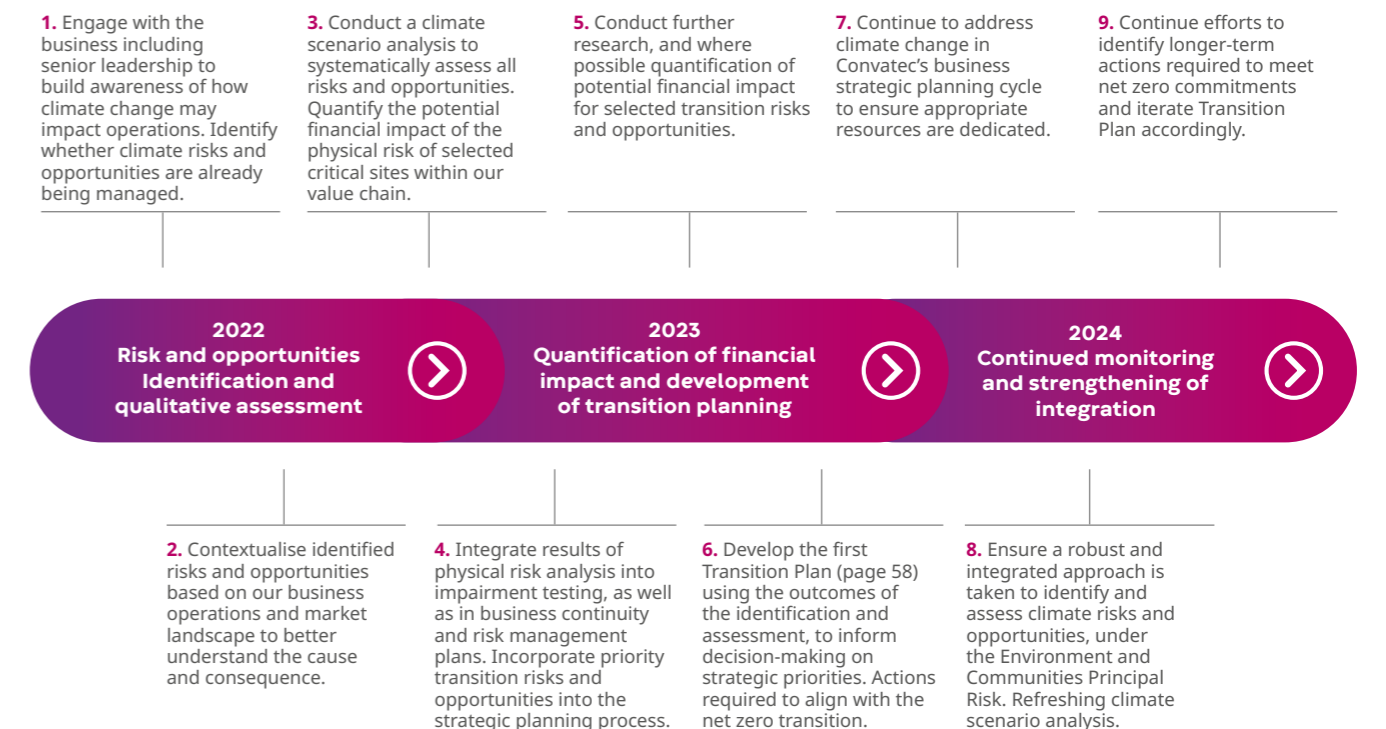 1. Engage with the
business including
senior leadership to
build awareness of how
climate change may
impact operations. Identify
whether climate risks and
opportunities are already
being managed.
3. Conduct a climate
scenario analysis to
systematically assess all
risks and opportunities.
Quantify the potential
financial impact of the
physical risk of selected
critical sites within our
value chain.
5. Conduct further
research, and where
possible quantification of
potential financial impact
for selected transition risks
and opportunities.
7. Continue to address
climate change in
Convatec’s business
strategic planning cycle
to ensure appropriate
resources are dedicated.
9. Continue efforts to
identify longer-term
actions required to meet
net zero commitments
and iterate Transition
Plan accordingly.
2022
Risk and opportunities
Identification and
qualitative assessment
2023
Quantification of financial
impact and development
of transition planning
2024
Continued monitoring
and strengthening of
integration
2. Contextualise identified
risks and opportunities
based on our business
operations and market
landscape to better
understand the cause
and consequence.
4. Integrate results of
physical risk analysis into
impairment testing, as well
as in business continuity
and risk management
plans. Incorporate priority
transition risks and
opportunities into the
strategic planning process.
6. Develop the first
Transition Plan (page 58)
using the outcomes of
the identification and
assessment, to inform
decision-making on
strategic priorities. Actions
required to align with the
net zero transition.
8. Ensure a robust and
integrated approach is
taken to identify and
assess climate risks and
opportunities, under
the Environment and
Communities Principal
Risk. Refreshing climate
scenario analysis.